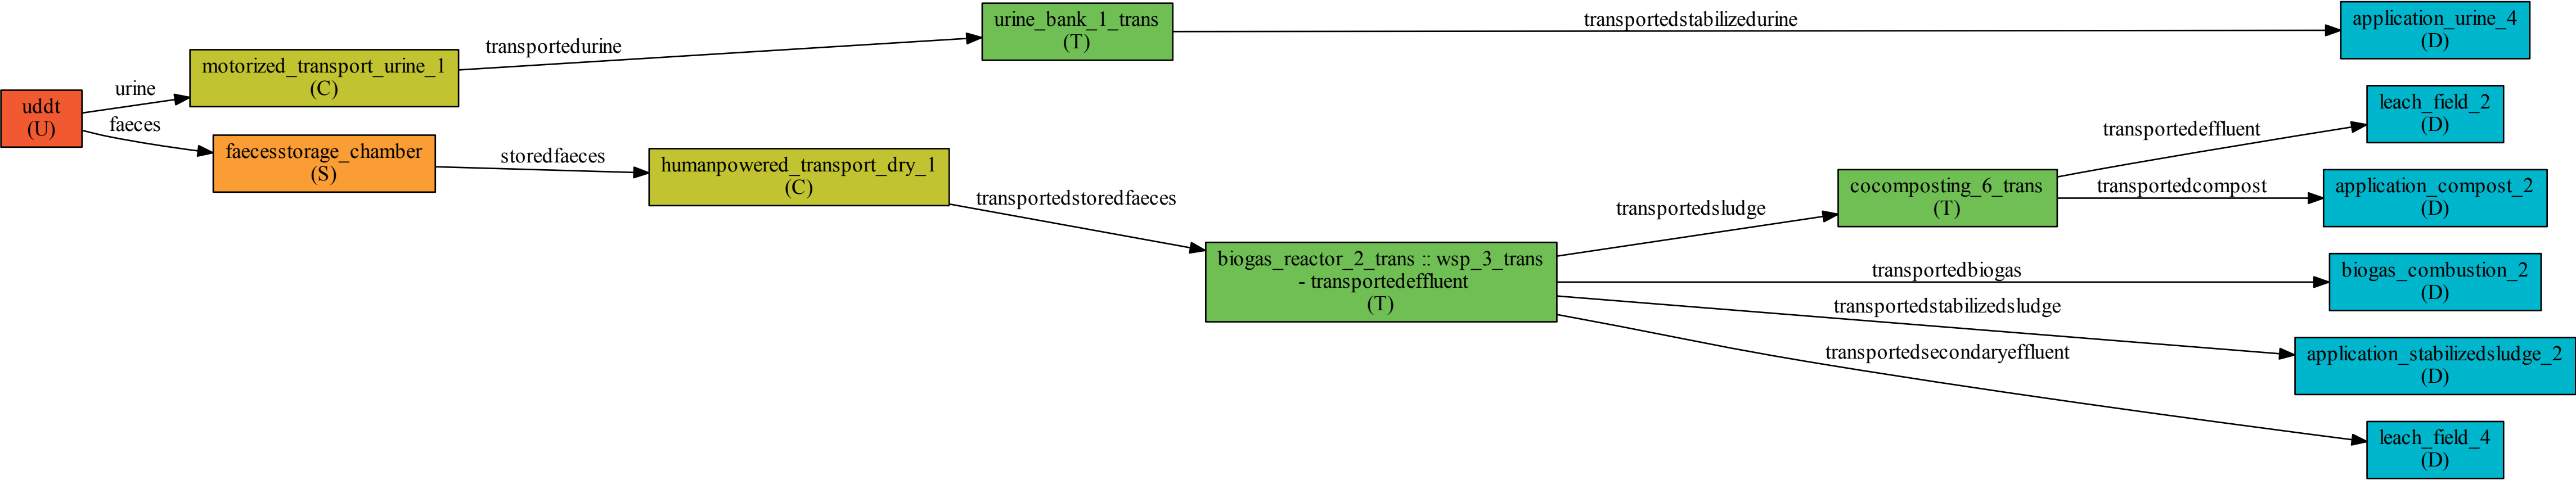 uddt
(U)
urine
faeces
motorized_transport_urine_1
(C)
faecesstorage_chamber
(S)
transportedurine
storedfaeces
humanpowered_transport_dry_1
(C)
urine_bank_1_trans
(T)
transportedstoredfaeces
biogas_reactor_2_trans :: wsp_3_trans
- transportedeffluent
(T)
transportedstabilizedurine
transportedsludge
cocomposting_6_trans
(T)
transportedbiogas
transportedstabilizedsludge
transportedsecondaryeffluent
transportedeffluent
transportedcompost
application_urine_4
(D)
leach_field_2
(D)
application_compost_2
(D)
biogas_combustion_2
(D)
application_stabilizedsludge_2
(D)
leach_field_4
(D)